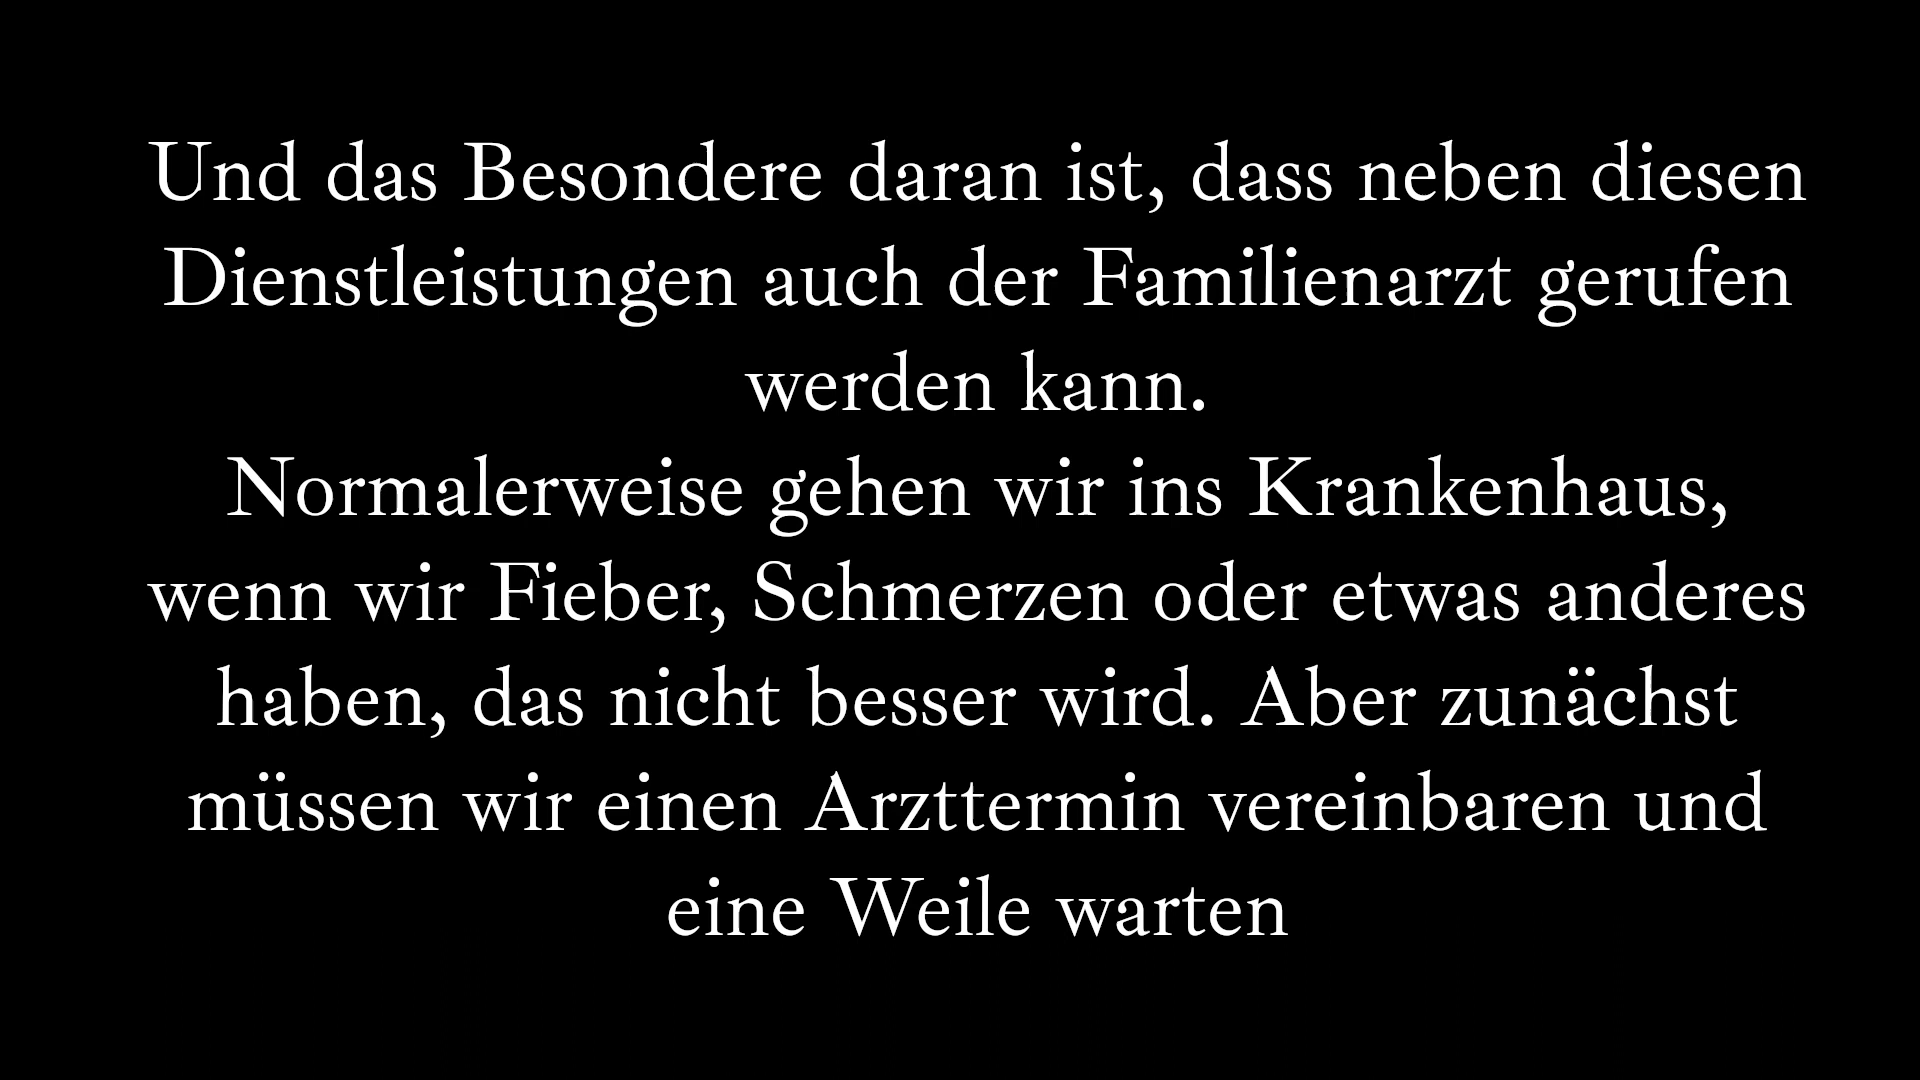 Und das Besondere daran ist, dass neben diesen
Dienstleistungen auch der Familienarzt gerufen
werden kann.
Normalerweise gehen wir ins Krankenhaus,
wenn wir Fieber, Schmerzen oder etwas anderes
haben, das nicht besser wird. Aber zunächst
müssen wir einen Arzttermin vereinbaren und
eine Weile warten